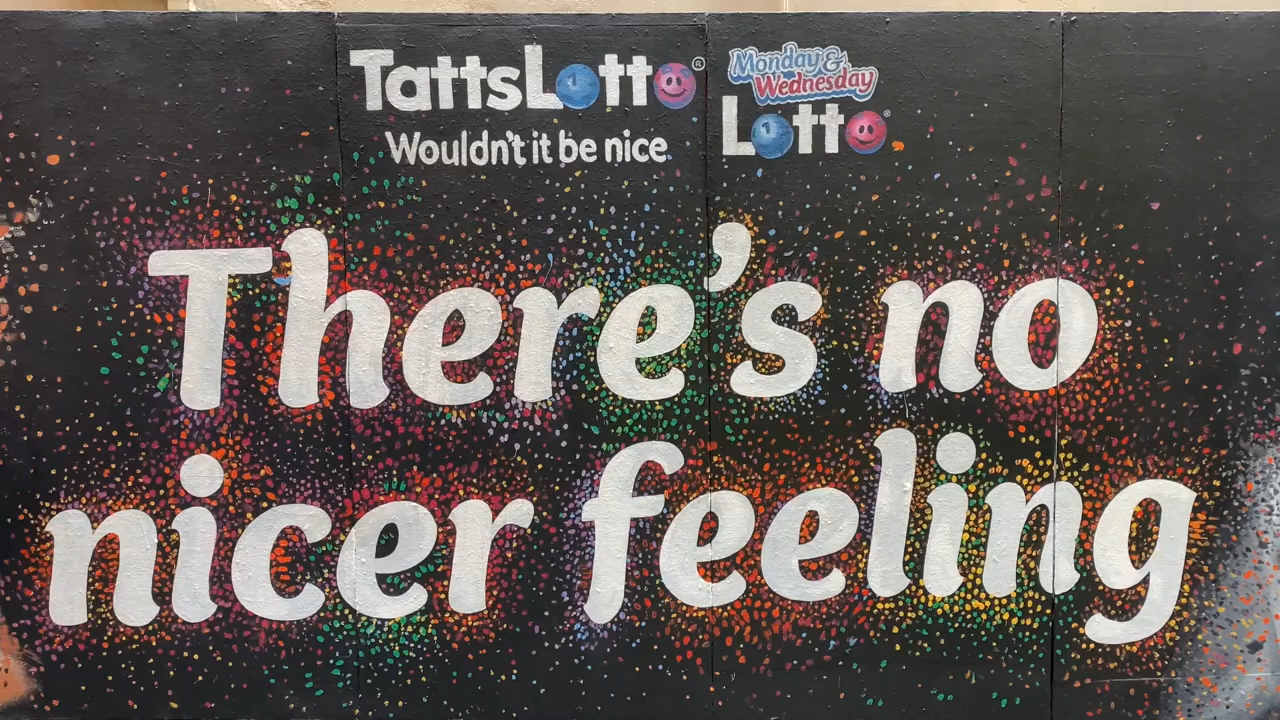 TattsLotto®
Wouldn't it be nice
Monday &
Wednesday
Lotto®
There's no
nicer feeling